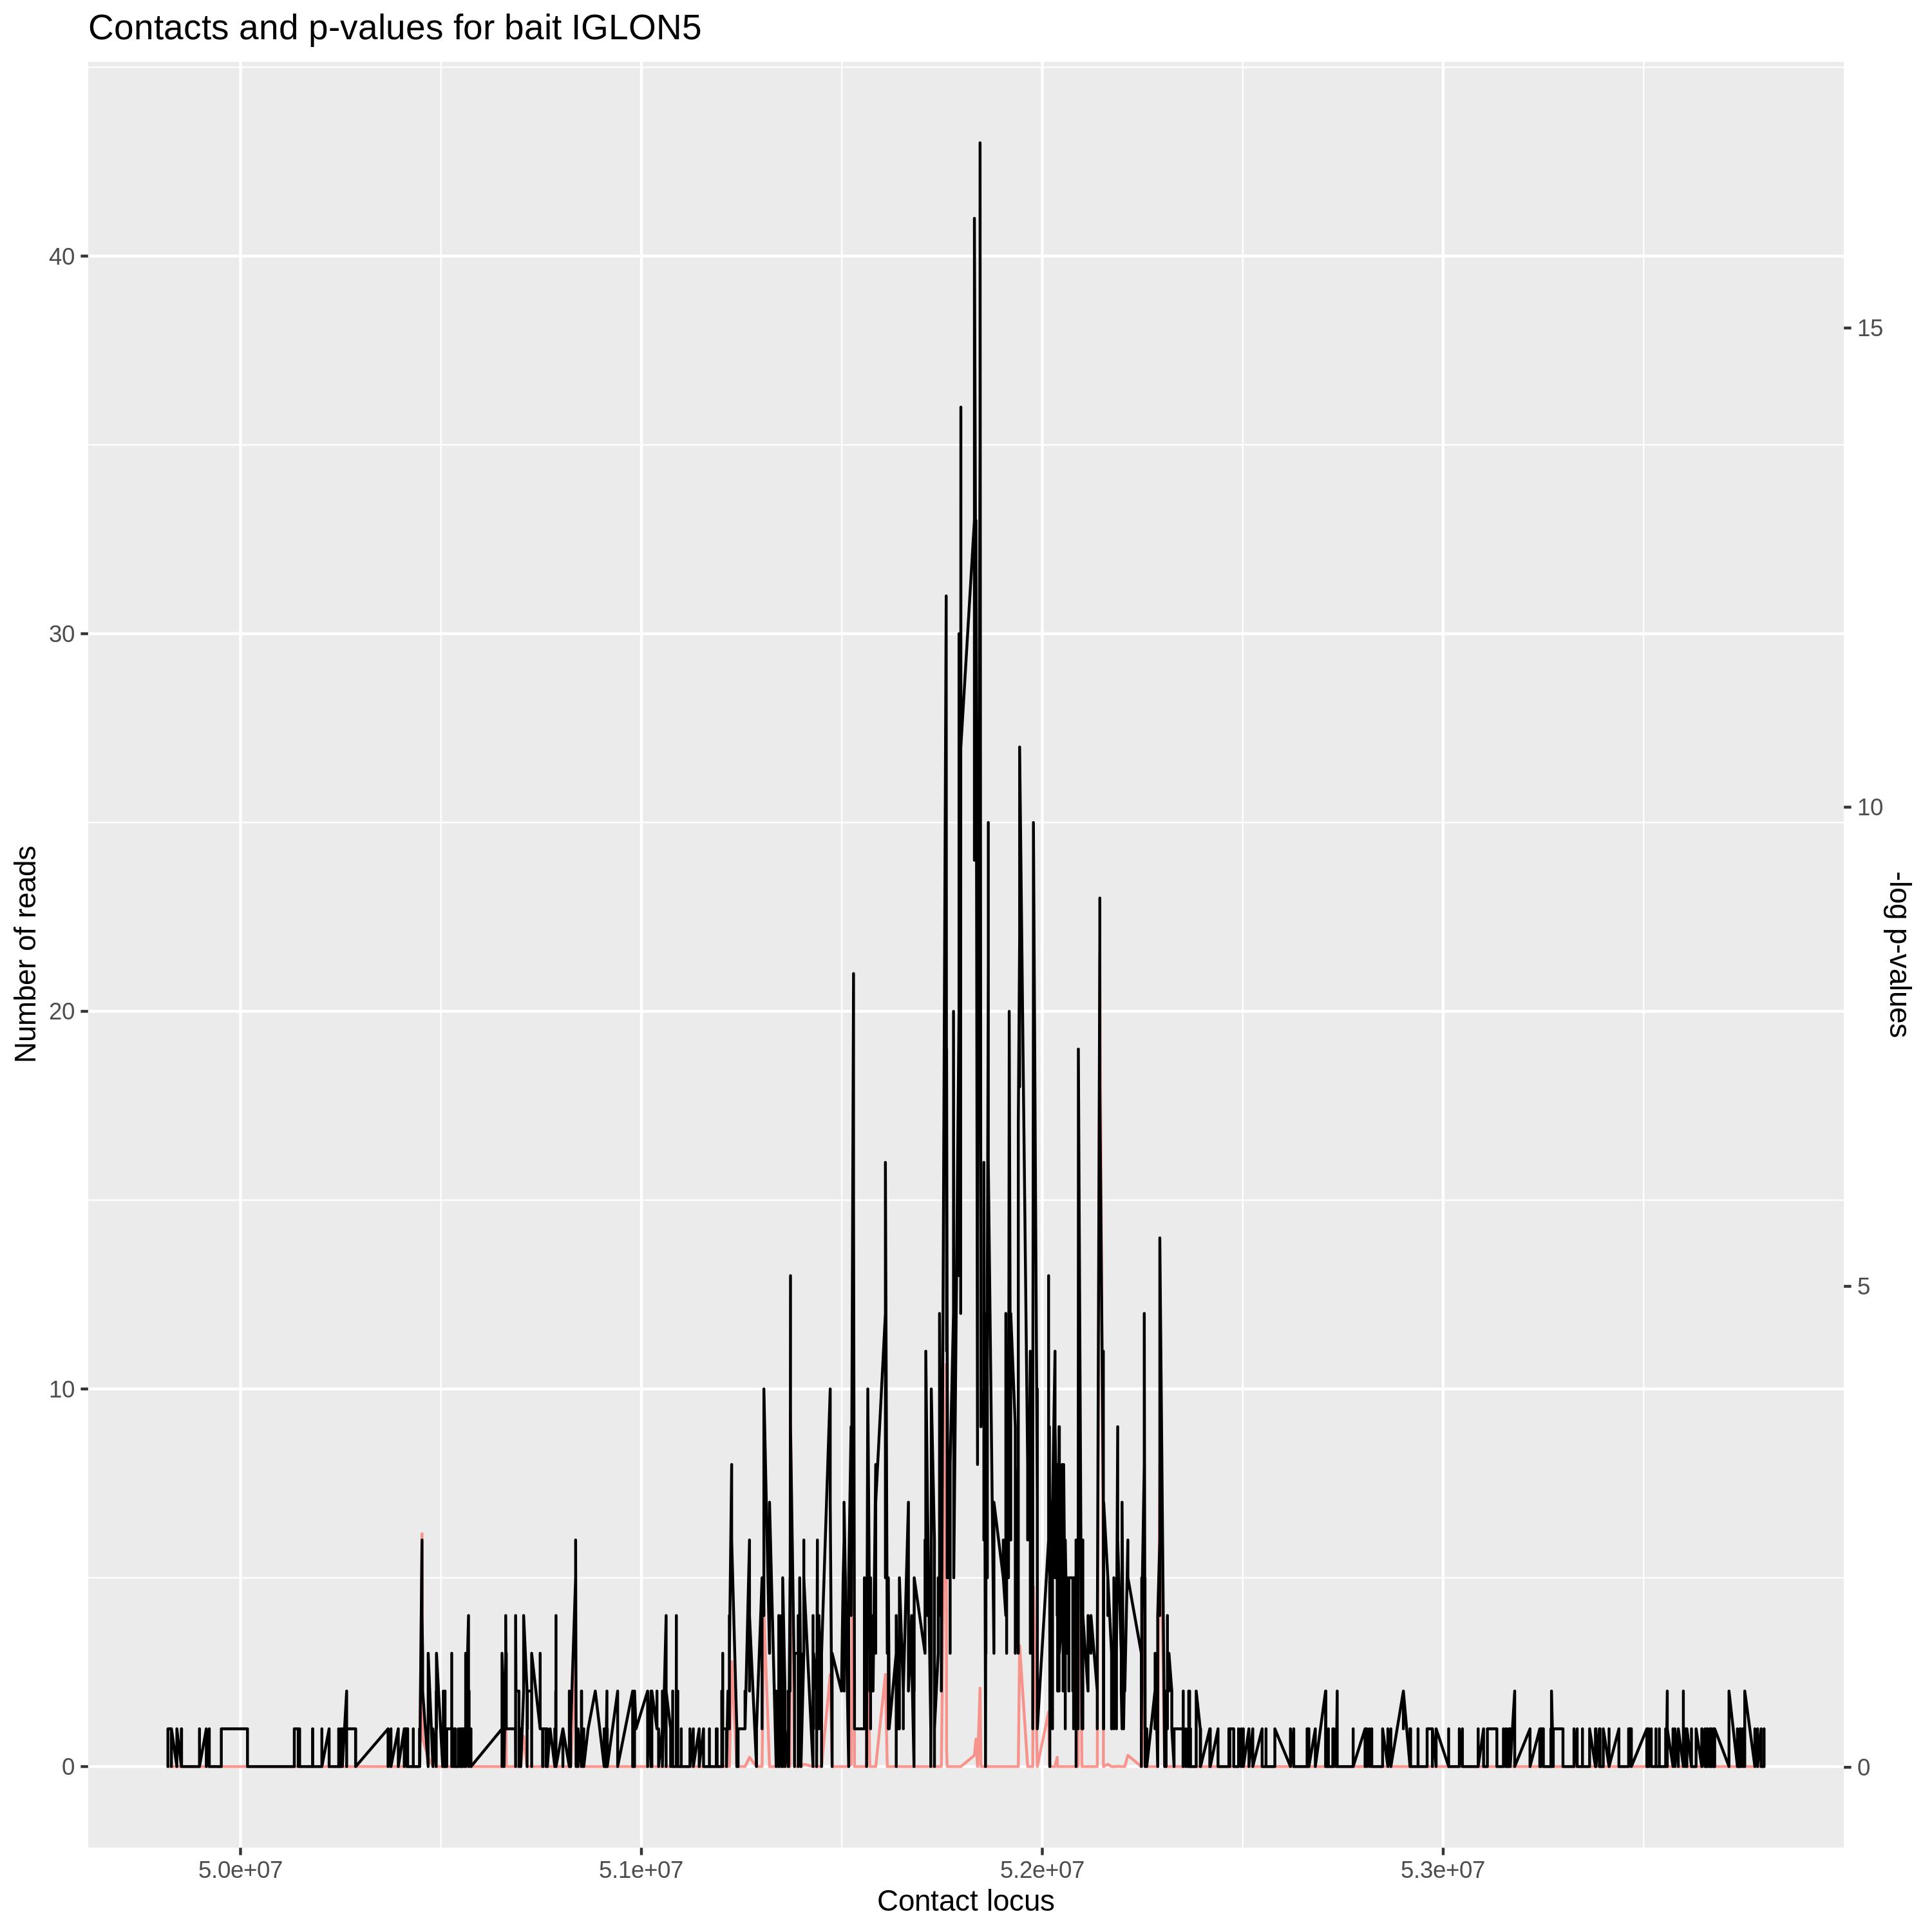 Contacts and p-values for bait IGLON5
Number of reads
40
30
20
10
0
15
10
5
0
-log p-values
5.0e+07
5.1e+07
5.2e+07
5.3e+07
Contact locus